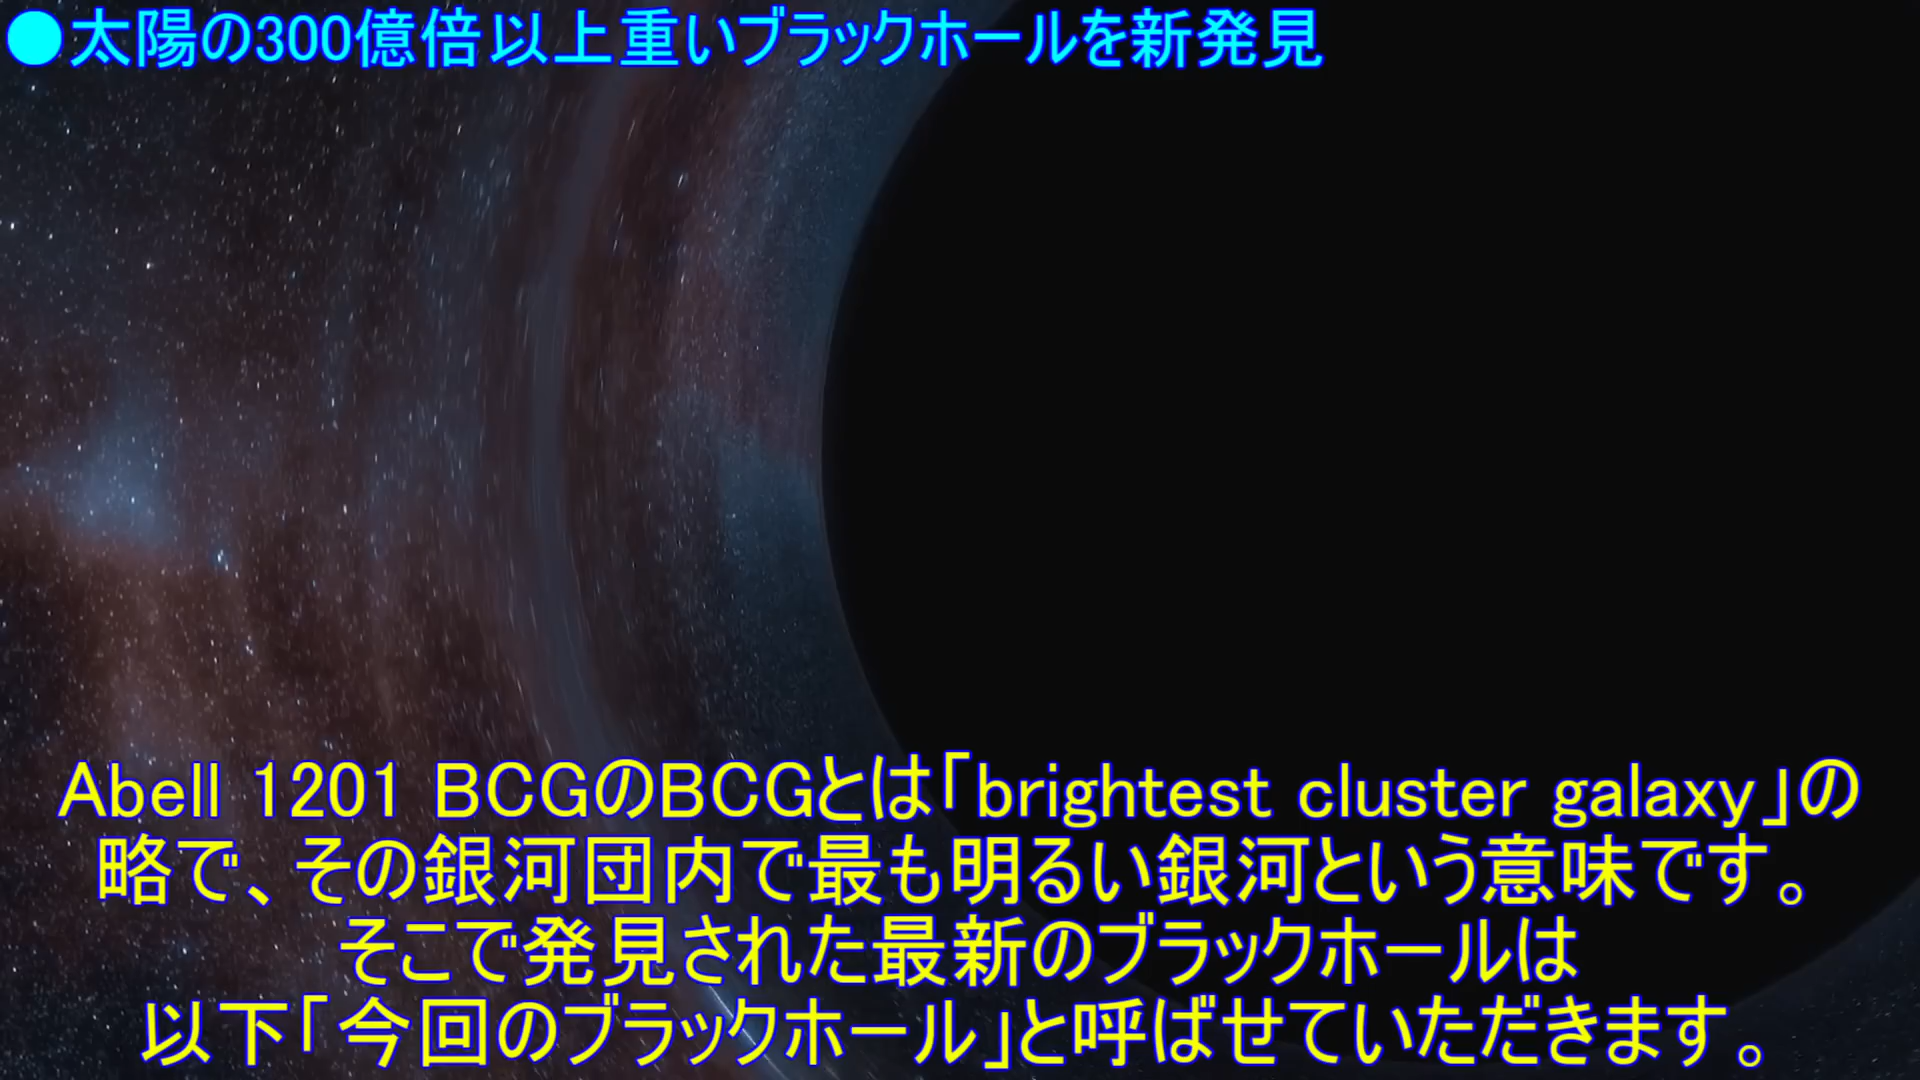 ●太陽の300億倍以上重いブラックホールを新発見
Abell 1201 BCGのBCGとは「brightest cluster galaxy」の
略で、その銀河団内で最も明るい銀河という意味です。
そこで発見された最新のブラックホールは
以下「今回のブラックホール」と呼ばせていただきます。